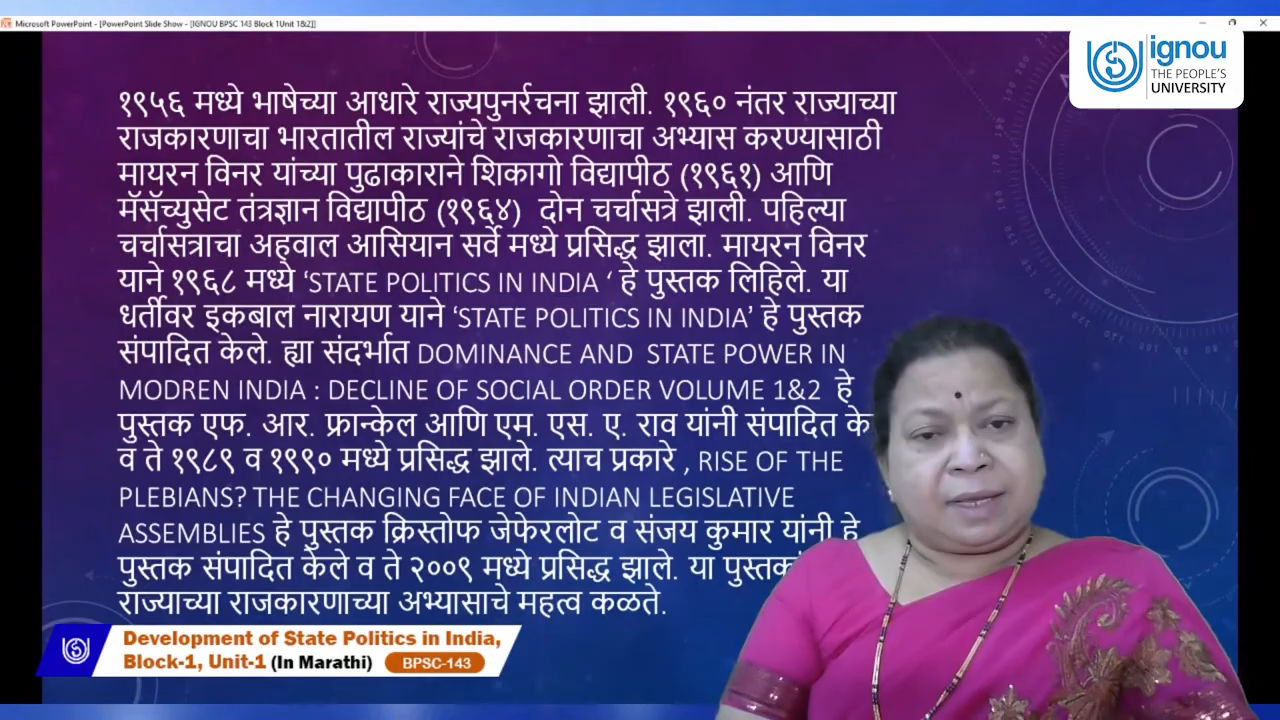 Microsoft PowerPoint - [PowerPoint Slide Show - [IGNOU BPSC 143 Block 1Unit 1&2]]
ignou
THE PEOPLE'S
UNIVERSITY
१९५६ मध्ये भाषेच्या आधारे राज्यपुनर्रचना झाली. १९६० नंतर राज्याच्या
राजकारणाचा भारतातील राज्यांचे राजकारणाचा अभ्यास करण्यासाठी
मायरन विनर यांच्या पुढाकाराने शिकागो विद्यापीठ (१९६१) आणि
मॅसॅच्युसेट तंत्रज्ञान विद्यापीठ (१९६४) दोन चर्चासत्रे झाली. पहिल्या
चर्चासत्राचा अहवाल आसियान सर्वे मध्ये प्रसिद्ध झाला. मायरन विनर
याने १९६८ मध्ये ‘STATE POLITICS IN INDIA ‘ हे पुस्तक लिहिले. या
धर्तीवर इकबाल नारायण याने ‘STATE POLITICS IN INDIA’ हे पुस्तक
संपादित केले. ह्या संदर्भात DOMINANCE AND STATE POWER IN
MODREN INDIA : DECLINE OF SOCIAL ORDER VOLUME 1&2 हे
पुस्तक एफ. आर. फ्रान्केल आणि एम. एस. ए. राव यांनी संपादित के
व ते १९८९ व १९९० मध्ये प्रसिद्ध झाले. त्याच प्रकारे , RISE OF THE
PLEBIANS? THE CHANGING FACE OF INDIAN LEGISLATIVE
ASSEMBLIES हे पुस्तक क्रिस्तोफ जेफेरलोट व संजय कुमार यांनी हे
पुस्तक संपादित केले व ते २००९ मध्ये प्रसिद्ध झाले. या
राज्याच्या राजकारणाच्या अभ्यासाचे महत्व कळते.
Development of State Politics in India,
Block-1, Unit-1 (In Marathi) BPSC-143